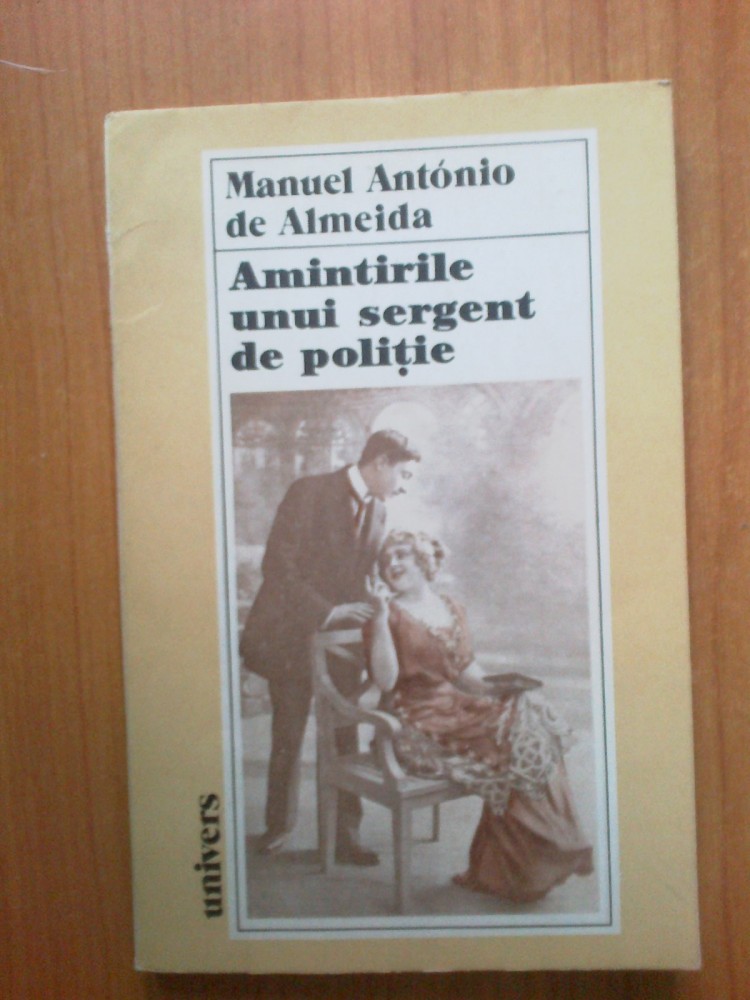 Manuel António
de Almeida
Amintirile
unui sergent
de poliție
univers